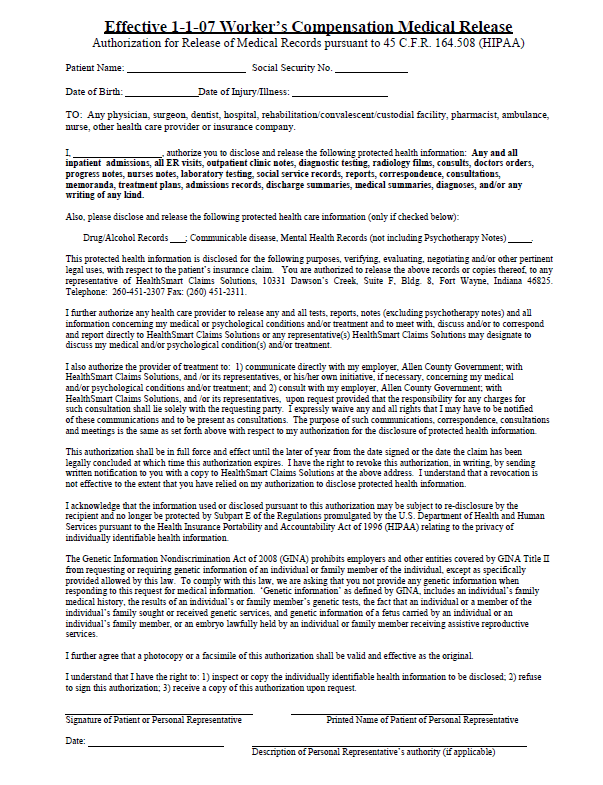 Effective 1-1-07 Worker's Compensation Medical Release
Authorization for Release of Medical Records pursuant to 45 C.F.R. 164.508 (HIPAA)
Patient Name: ________________________ Social Security No. _______________
Date of Birth: _______________Date of Injury/Illness: ____________________
TO: Any physician, surgeon, dentist, hospital, rehabilitation/convalescent/custodial facility, pharmacist, ambulance,
nurse, other health care provider or insurance company.
I, __________________, authorize you to disclose and release the following protected health information: Any and all
inpatient admissions, all ER visits, outpatient clinic notes, diagnostic testing, radiology films, consults, doctors orders,
progress notes, nurses notes, laboratory testing, social service records, reports, correspondence, consultations,
memoranda, treatment plans, admissions records, discharge summaries, medical summaries, diagnoses, and/or any
writing of any kind.
Also, please disclose and release the following protected health care information (only if checked below):
Drug/Alcohol Records ___; Communicable disease, Mental Health Records (not including Psychotherapy Notes) _____.
This protected health information is disclosed for the following purposes, verifying, evaluating, negotiating and/or other pertinent
legal uses, with respect to the patient's insurance claim. You are authorized to release the above records or copies thereof, to any
representative of HealthSmart Claims Solutions, 10331 Dawson's Creek, Suite F, Bldg. 8, Fort Wayne, Indiana 46825.
Telephone: 260-451-2307 Fax: (260) 451-2311.
I further authorize any health care provider to release any and all tests, reports, notes (excluding psychotherapy notes) and all
information concerning my medical or psychological conditions and/or treatment and to meet with, discuss and/or to correspond
and report directly to HealthSmart Claims Solutions or any representative(s) HealthSmart Claims Solutions may designate to
discuss my medical and/or psychological condition(s) and/or treatment.
I also authorize the provider of treatment to: 1) communicate directly with my employer, Allen County Government; with
HealthSmart Claims Solutions, and /or its representatives, or his/her own initiative, if necessary, concerning my medical
and/or psychological conditions and/or treatment; and 2) consult with my employer, Allen County Government; with
HealthSmart Claims Solutions, and /or its representatives, upon request provided that the responsibility for any charges for
such consultation shall lie solely with the requesting party. I expressly waive any and all rights that I may have to be notified
of these communications and to be present as consultations. The purpose of such communications, correspondence, consultations
and meetings is the same as set forth above with respect to my authorization for the disclosure of protected health information.
This authorization shall be in full force and effect until the later of year from the date signed or the date the claim has been
legally concluded at which time this authorization expires. I have the right to revoke this authorization, in writing, by sending
written notification to you with a copy to HealthSmart Claims Solutions at the above address. I understand that a revocation is
not effective to the extent that you have relied on my authorization to disclose protected health information.
I acknowledge that the information used or disclosed pursuant to this authorization may be subject to re-disclosure by the
recipient and no longer be protected by Subpart E of the Regulations promulgated by the U.S. Department of Health and Human
Services pursuant to the Health Insurance Portability and Accountability Act of 1996 (HIPAA) relating to the privacy of
individually identifiable health information.
The Genetic Information Nondiscrimination Act of 2008 (GINA) prohibits employers and other entities covered by GINA Title II
from requesting or requiring genetic information of an individual or family member of the individual, except as specifically
provided allowed by this law. To comply with this law, we are asking that you not provide any genetic information when
responding to this request for medical information. 'Genetic information' as defined by GINA, includes an individual's family
medical history, the results of an individual's or family member's genetic tests, the fact that an individual or a member of the
individual's family sought or received genetic services, and genetic information of a fetus carried by an individual or an
individual's family member, or an embryo lawfully held by an individual or family member receiving assistive reproductive
services.
I further agree that a photocopy or a facsimile of this authorization shall be valid and effective as the original.
I understand that I have the right to: 1) inspect or copy the individually identifiable health information to be disclosed; 2) refuse
to sign this authorization; 3) receive a copy of this authorization upon request.
Signature of Patient or Personal Representative Printed Name of Patient of Personal Representative
Date: ____________________________
Description of Personal Representative's authority (if applicable)